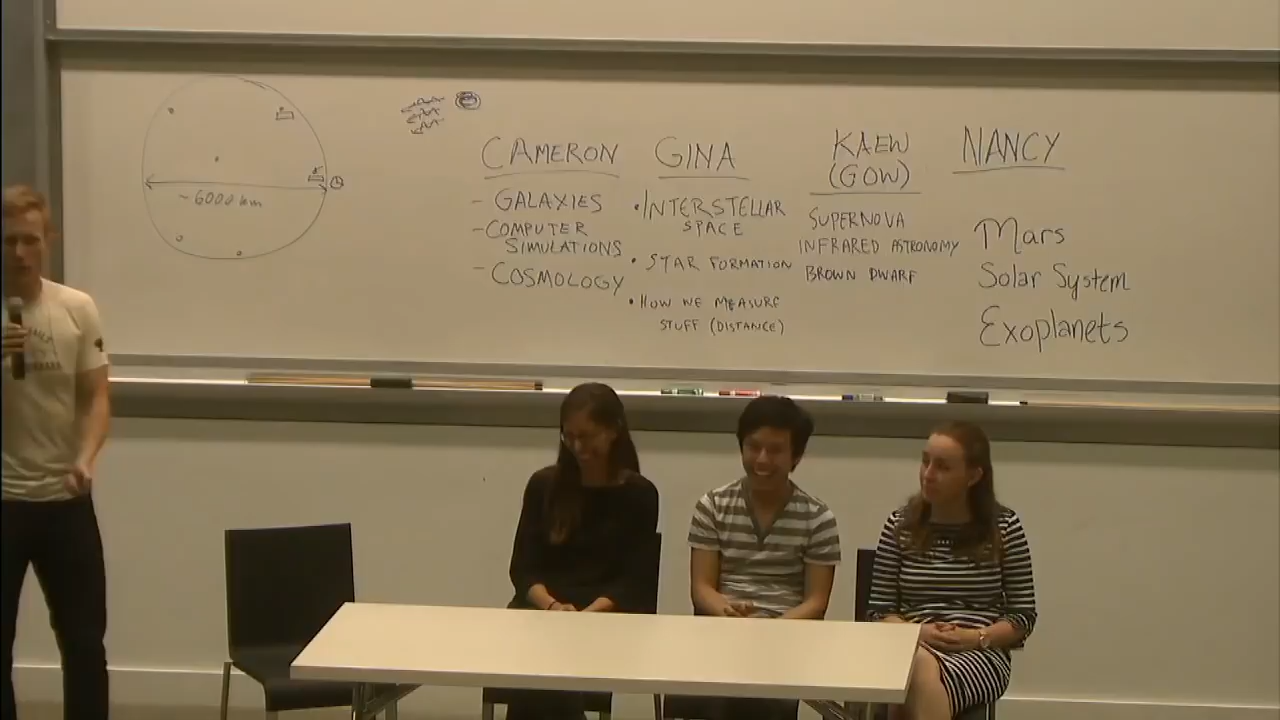 ~6000 km
CAMERON
- GALAXIES
- COMPUTER
SIMULATIONS
- COSMOLOGY
GINA
• INTERSTELLAR
SPACE
• STAR FORMATION
• HOW WE MEASURE
STUFF (DISTANCE)
KAEW
(GOW)
SUPERNOVA
INFRARED ASTRONOMY
BROWN DWARF
NANCY
Mars
Solar System
Exoplanets